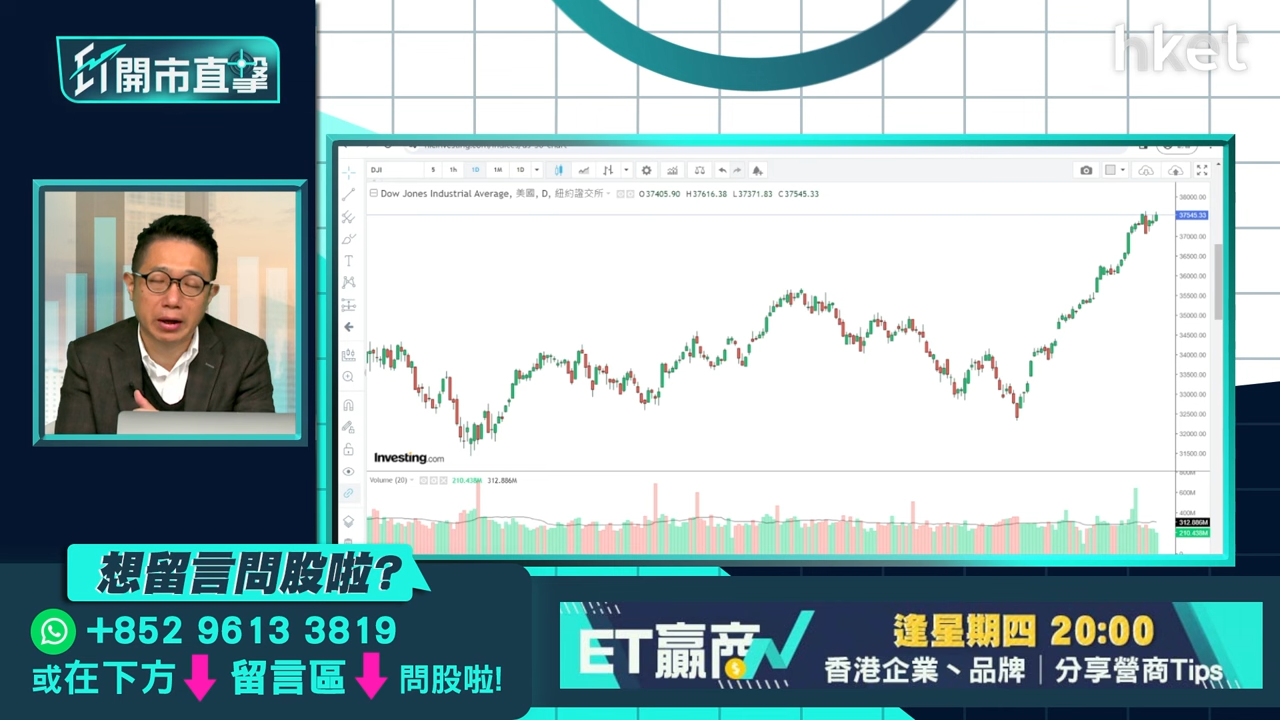 ET開市直擊
hket
DJI
5 1h 1D 1M 1D
Dow Jones Industrial Average, 美國, D, 紐約證交所 O37405.90 H37616.38 L37371.83 C37545.33
38000.00
37545.33
37000.00
36500.00
36000.00
35500.00
35000.00
34500.00
34000.00
33500.00
33000.00
32500.00
32000.00
31500.00
Investing.com
Volume (20) 210.438M 312.886M
800M
600M
400M
312.886M
210.438M
0
想留言問股啦?
+852 9613 3819
或在下方 留言區 問股啦!
ET贏商
逢星期四 20:00
香港企業、品牌｜分享營商Tips